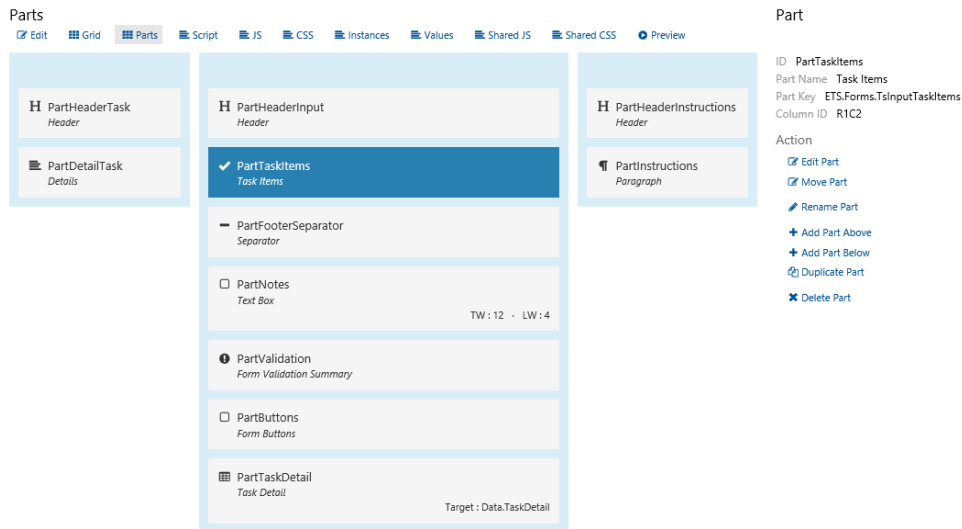 Parts
Edit Grid Parts Script JS CSS Instances Values Shared JS Shared CSS Preview
PartHeaderTask
Header
PartDetailTask
Details
PartHeaderInput
Header
PartTaskItems
Task Items
PartFooterSeparator
Separator
PartNotes
Text Box
TW : 12 · LW : 4
PartValidation
Form Validation Summary
PartButtons
Form Buttons
PartTaskDetail
Task Detail
Target : Data.TaskDetail
H PartHeaderInstructions
Header
PartInstructions
Paragraph
Part
ID PartTaskItems
Part Name Task Items
Part Key ETS.Forms.TsInputTaskItems
Column ID R1C2
Action
Edit Part
Move Part
Rename Part
Add Part Above
Add Part Below
Duplicate Part
Delete Part